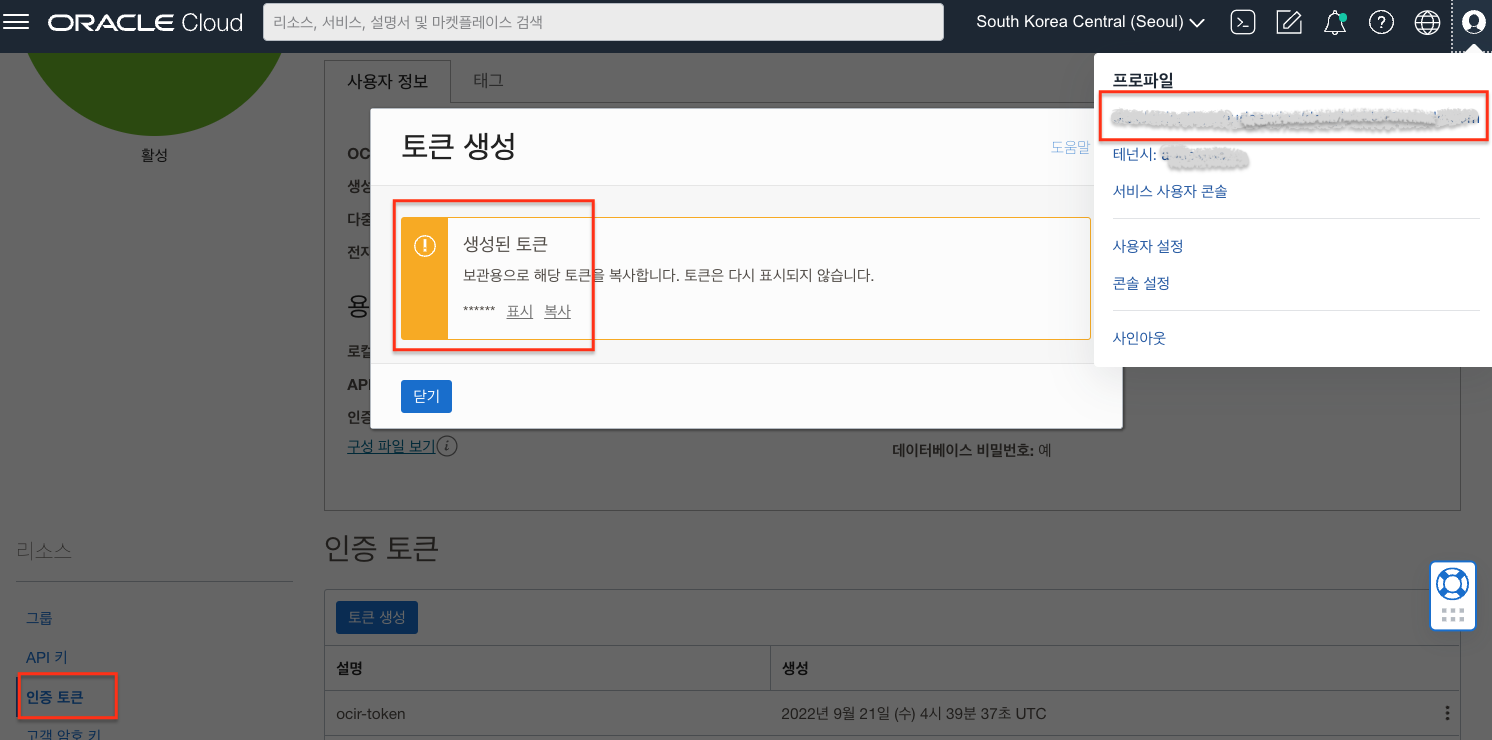 ORACLE Cloud
리소스, 서비스, 설명서 및 마켓플레이스 검색
South Korea Central (Seoul)
활성
사용자 정보
태그
OC
생성
다중
전자
용
로컬
API
인증
구성 파일 보기
데이터베이스 비밀번호: 예
토큰 생성
도움말
생성된 토큰
보관용으로 해당 토큰을 복사합니다. 토큰은 다시 표시되지 않습니다.
****** 표시 복사
닫기
프로파일
테넌시:
서비스 사용자 콘솔
사용자 설정
콘솔 설정
사인아웃
리소스
그룹
API 키
인증 토큰
고객 암호 키
인증 토큰
토큰 생성
설명 생성
ocir-token 2022년 9월 21일 (수) 4시 39분 37초 UTC